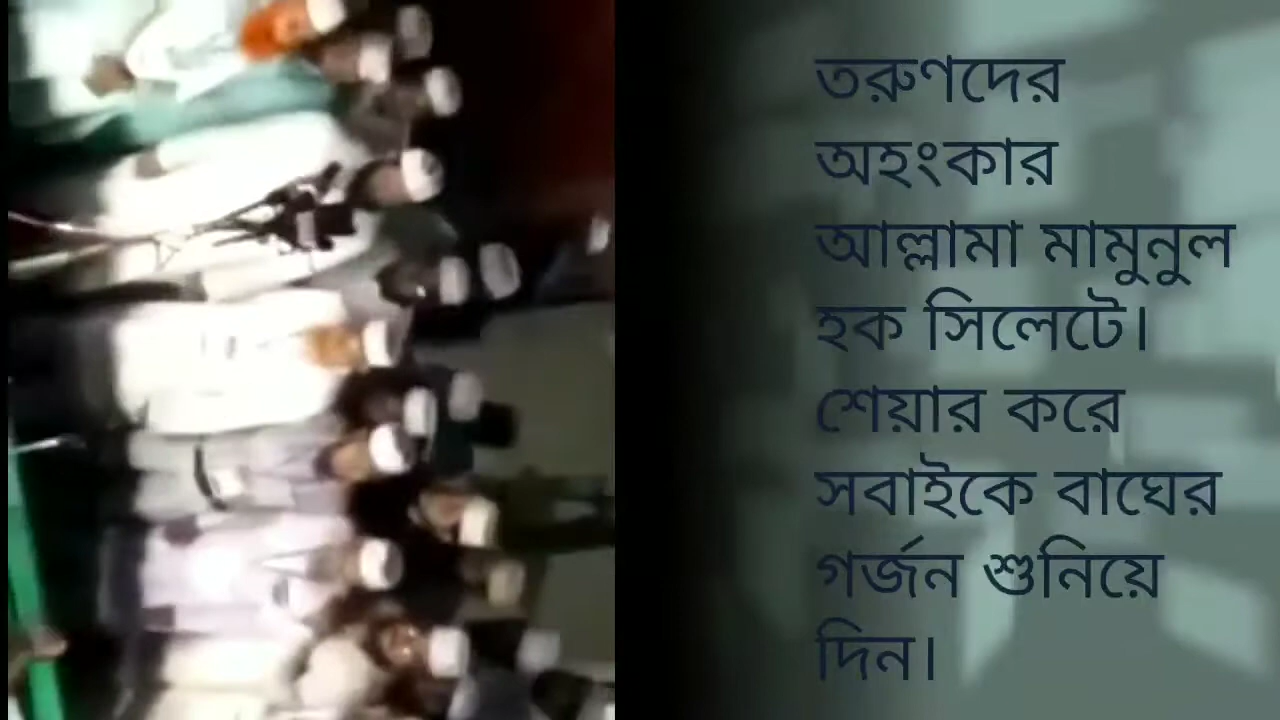 তরুণদের
অহংকার
আল্লামা মামুনুল
হক সিলেটে।
শেয়ার করে
সবাইকে বাঘের
গর্জন শুনিয়ে
দিন।